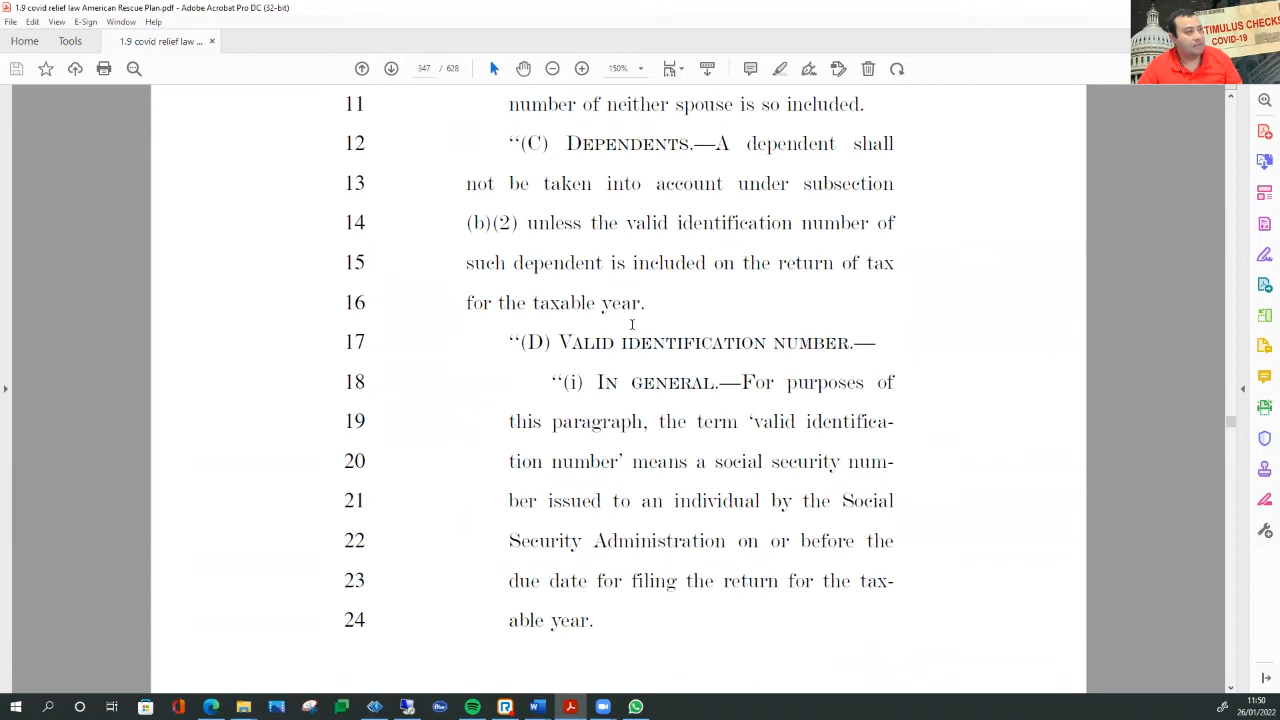 1.9 covid relief law American Rescue Plan.pdf - Adobe Acrobat Pro DC (32-bit)
File Edit View E-Sign Window Help
Home Tools 1.9 covid relief law ... ×
347 / 628 150%
STIMULUS CHECKS
COVID-19
11 number of neither spouse is so included.
12 ‘‘(C) DEPENDENTS.—A dependent shall
13 not be taken into account under subsection
14 (b)(2) unless the valid identification number of
15 such dependent is included on the return of tax
16 for the taxable year.
17 ‘‘(D) VALID IDENTIFICATION NUMBER.—
18 ‘‘(i) IN GENERAL.—For purposes of
19 this paragraph, the term ‘valid identifica-
20 tion number’ means a social security num-
21 ber issued to an individual by the Social
22 Security Administration on or before the
23 due date for filing the return for the tax-
24 able year.
11:50
26/01/2022